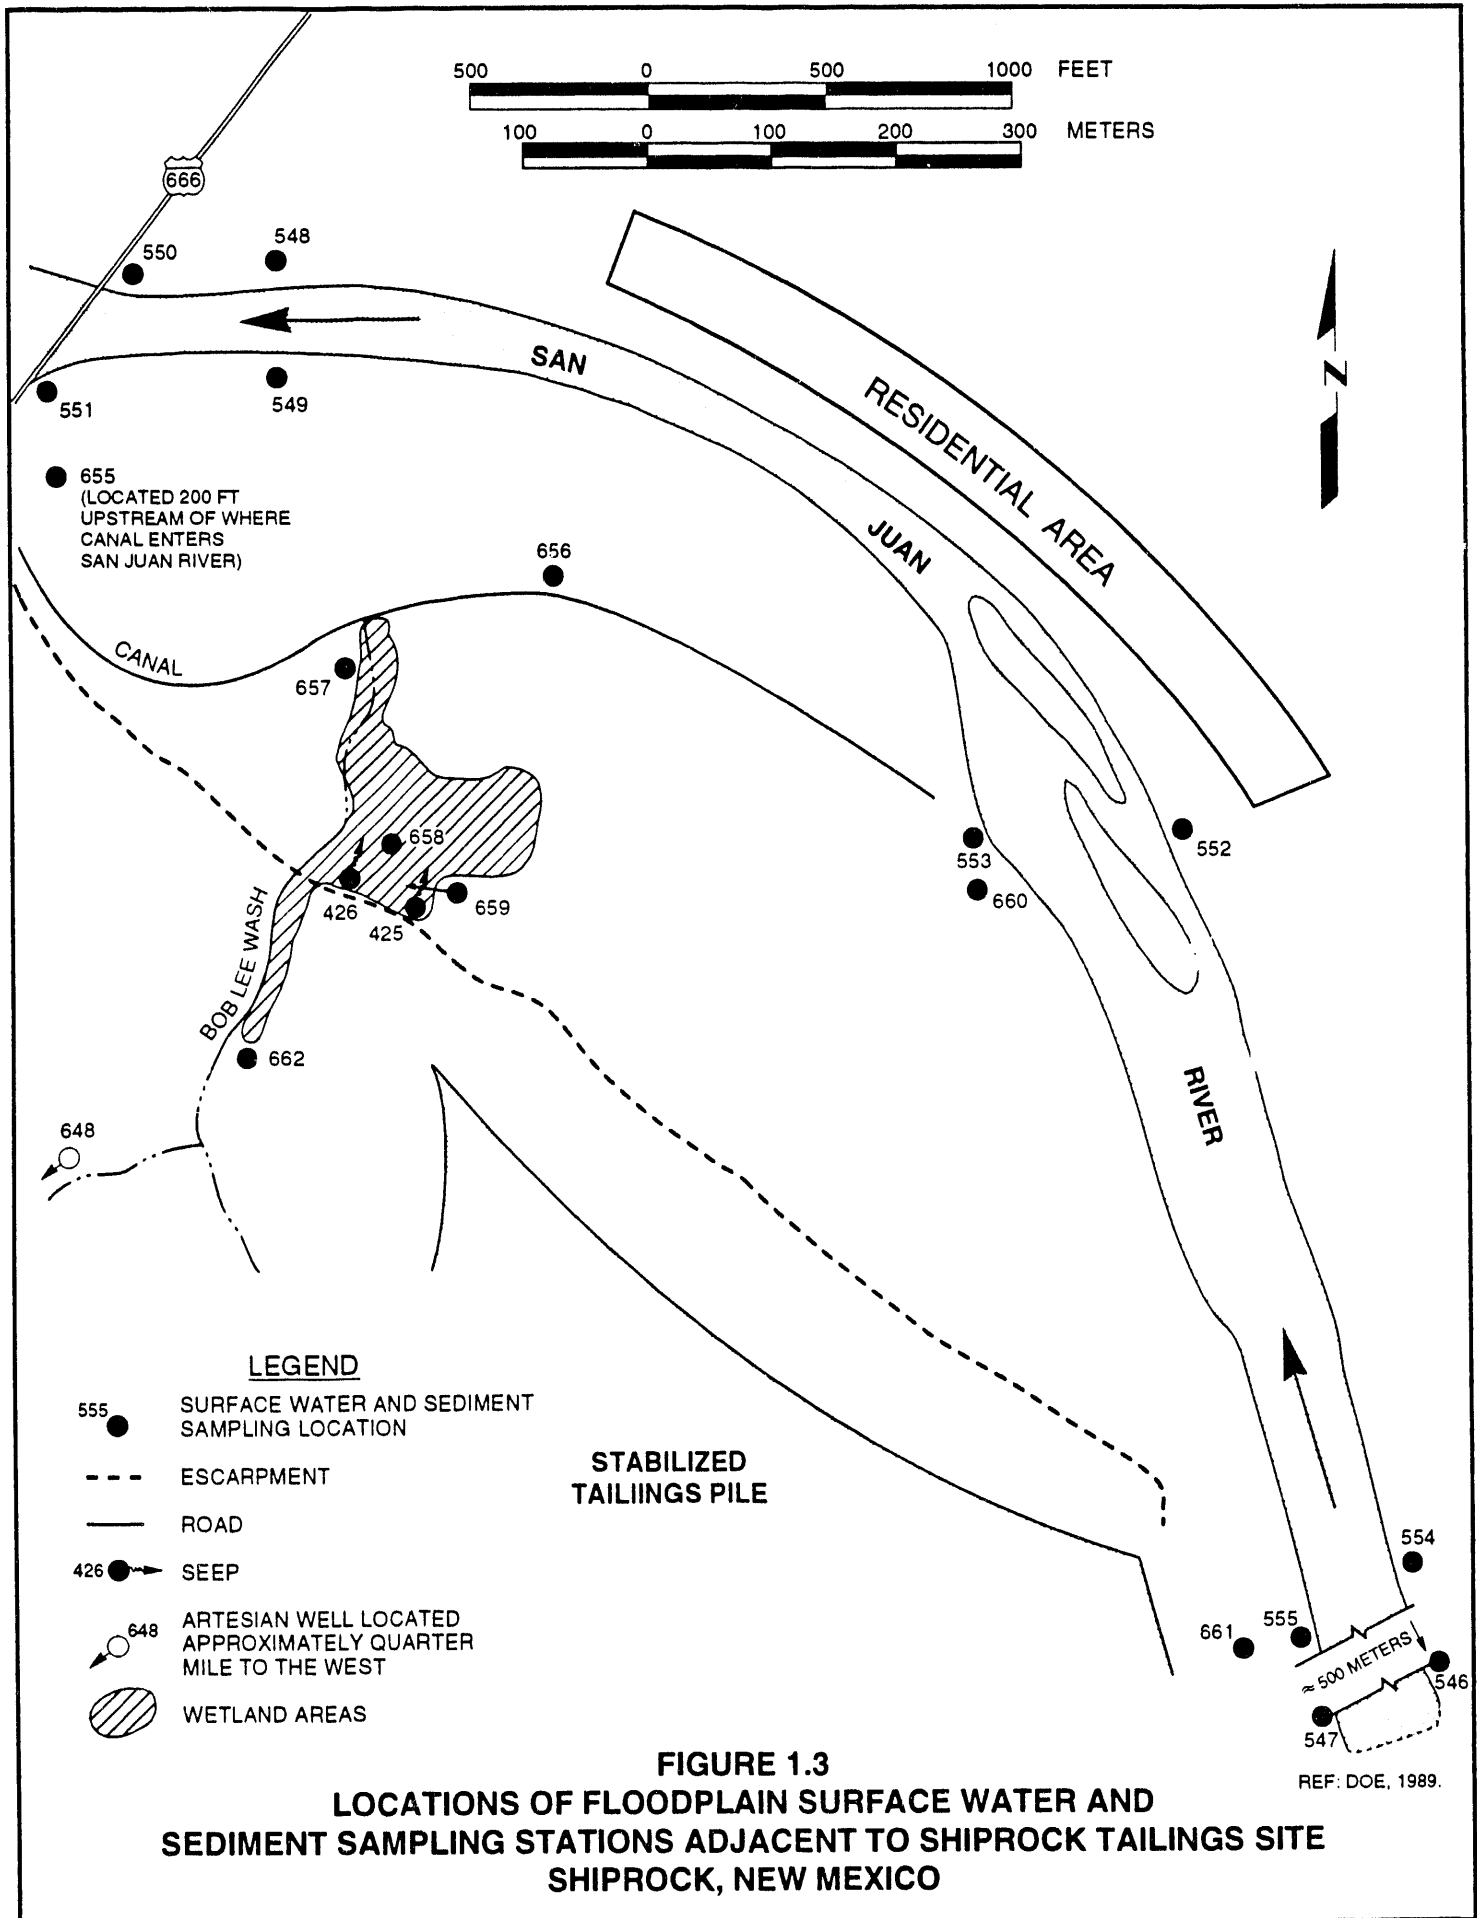 500 0 500 1000 FEET
100 0 100 200 300 METERS
666
550
548
SAN
551
549
RESIDENTIAL AREA
N
655
(LOCATED 200 FT
UPSTREAM OF WHERE
CANAL ENTERS
SAN JUAN RIVER)
JUAN
656
CANAL
657
658
553
552
426
425
659
660
BOB LEE WASH
662
RIVER
648
LEGEND
555 SURFACE WATER AND SEDIMENT
SAMPLING LOCATION
ESCARPMENT
ROAD
426 SEEP
648 ARTESIAN WELL LOCATED
APPROXIMATELY QUARTER
MILE TO THE WEST
WETLAND AREAS
STABILIZED
TAILIINGS PILE
554
661
555
≈ 500 METERS
546
547
REF: DOE, 1989.
FIGURE 1.3
LOCATIONS OF FLOODPLAIN SURFACE WATER AND
SEDIMENT SAMPLING STATIONS ADJACENT TO SHIPROCK TAILINGS SITE
SHIPROCK, NEW MEXICO